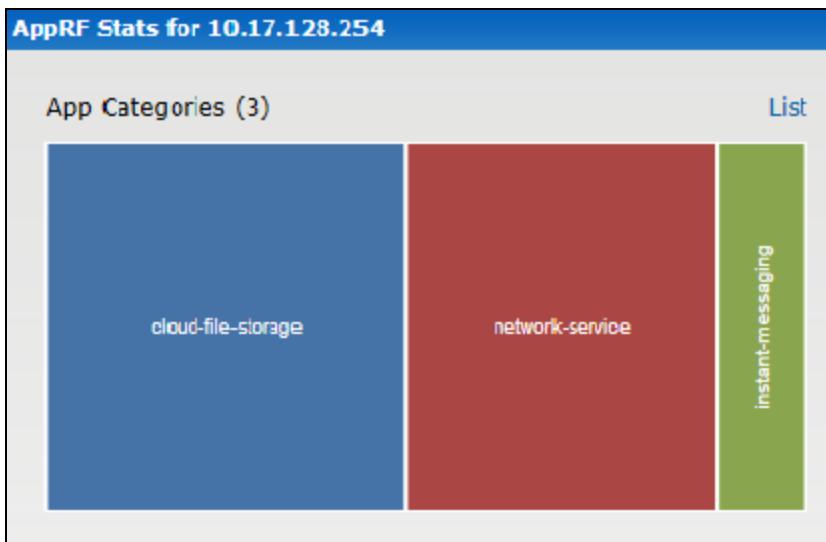 AppRF Stats for 10.17.128.254
App Categories (3)
List
cloud-file-storage
network-service
instant-messaging